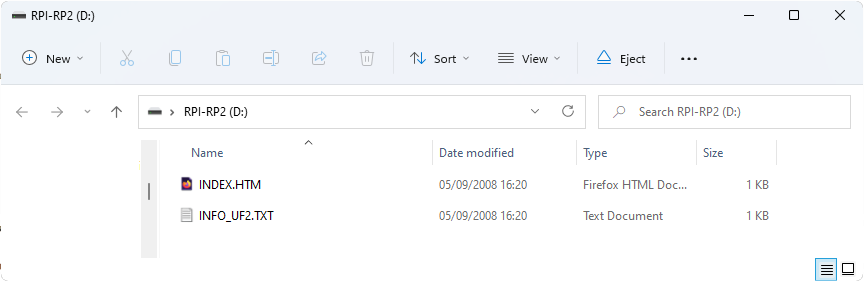 RPI-RP2 (D:)
New Sort View Eject
RPI-RP2 (D:) Search RPI-RP2 (D:)
Name Date modified Type Size
INDEX.HTM 05/09/2008 16:20 Firefox HTML Doc... 1 KB
INFO_UF2.TXT 05/09/2008 16:20 Text Document 1 KB